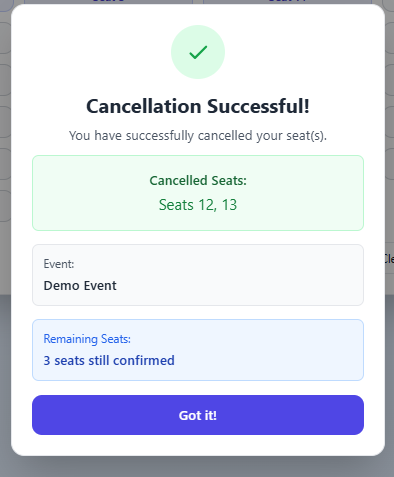 Cancellation Successful!
You have successfully cancelled your seat(s).
Cancelled Seats:
Seats 12, 13
Event:
Demo Event
Remaining Seats:
3 seats still confirmed
Got it!